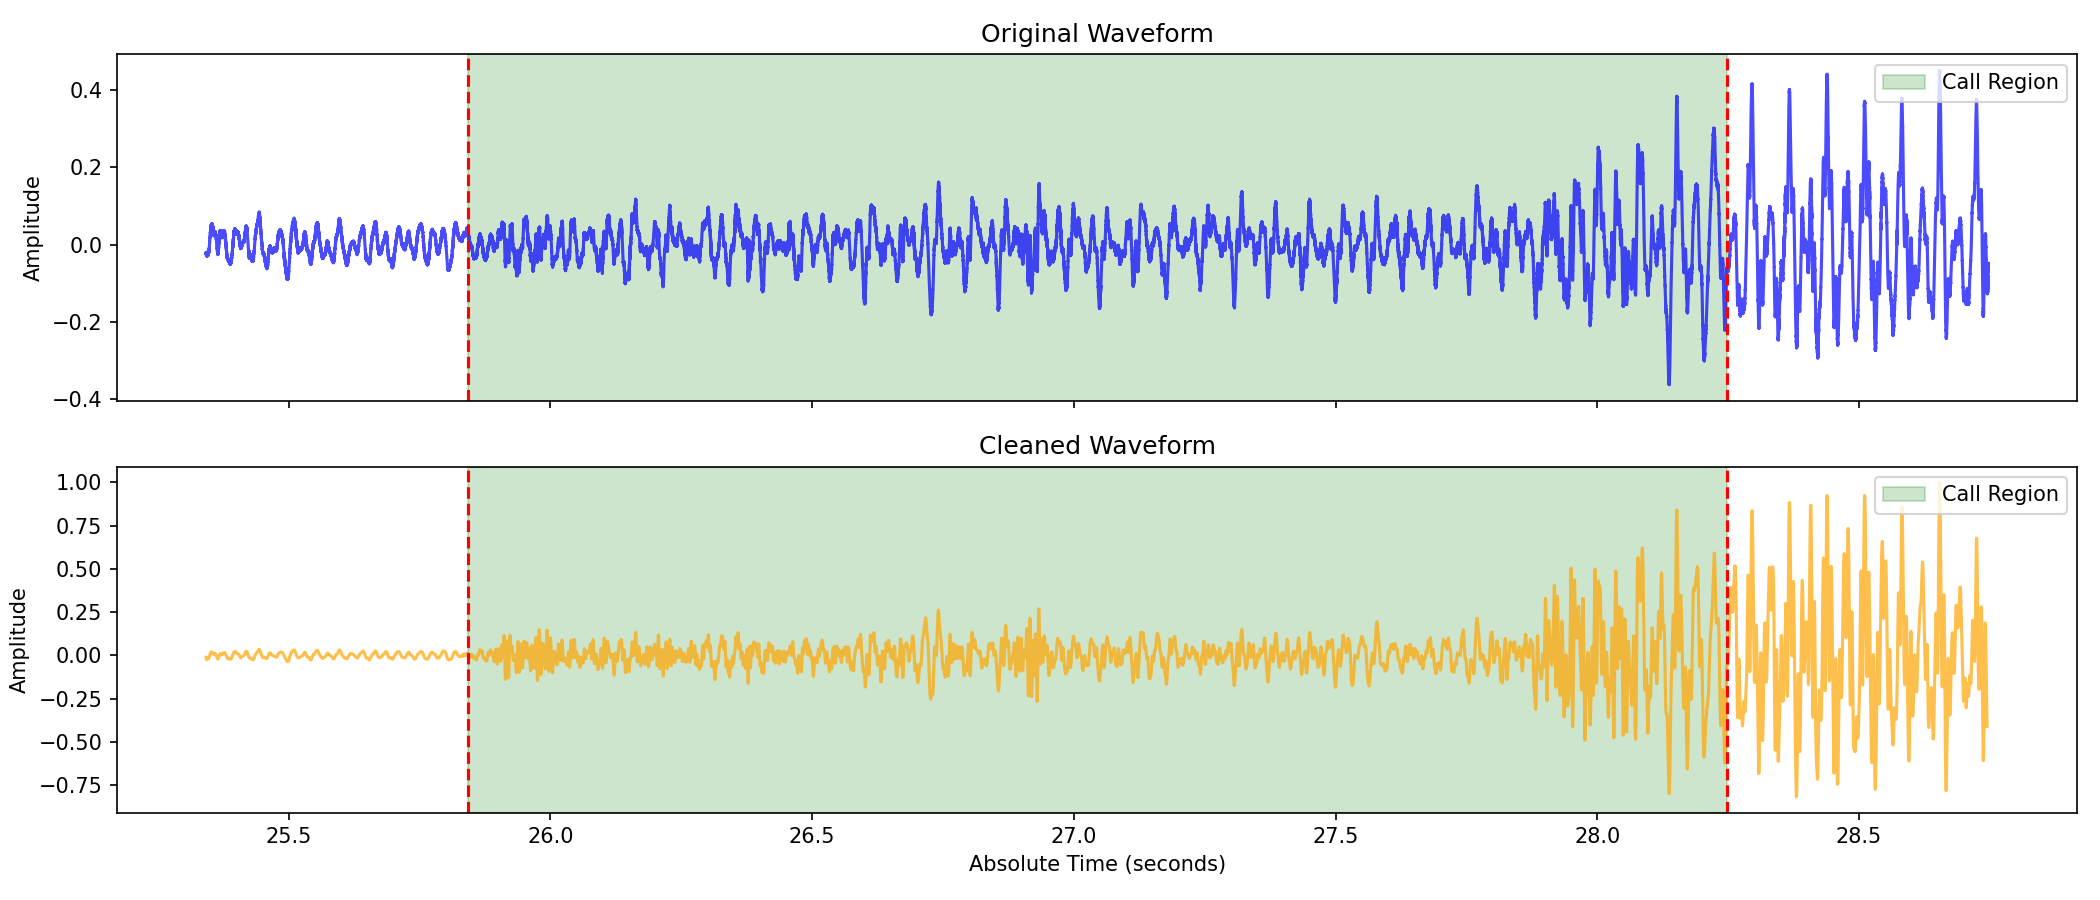 Original Waveform
Call Region
Amplitude
0.4
0.2
0.0
−0.2
−0.4
Cleaned Waveform
Call Region
Amplitude
1.00
0.75
0.50
0.25
0.00
−0.25
−0.50
−0.75
25.5 26.0 26.5 27.0 27.5 28.0 28.5
Absolute Time (seconds)